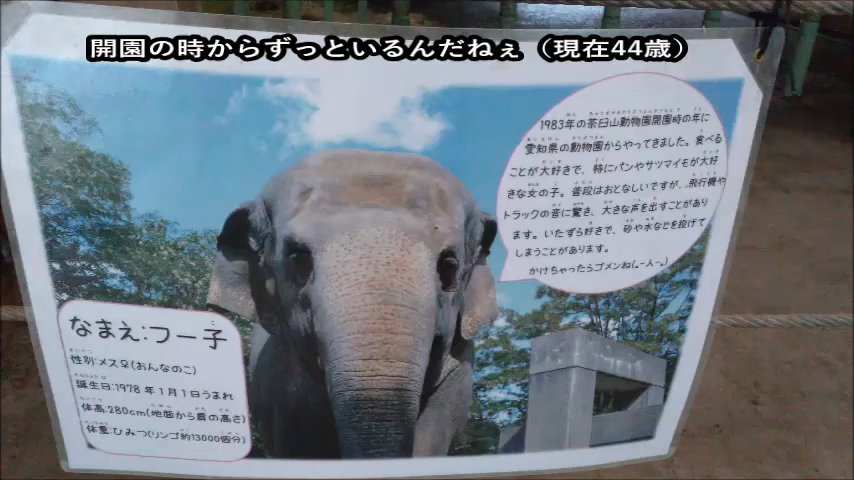 開園の時からずっといるんだねぇ（現在44歳）
1983年の茶臼山動物園開園時の年に
愛知県の動物園からやってきました。食べる
ことが大好きで、特にパンやサツマイモが大好
きな女の子。普段はおとなしいですが、飛行機や
トラックの音に驚き、大きな声を出すことがあり
ます。いたずら好きで、砂や水などを投げて
しまうことがあります。
かけちゃったらゴメンね(｡-人-｡)
なまえ:フー子
性別:メス♀(おんなのこ)
誕生日:1978年1月1日うまれ
体高:280cm(地面から肩の高さ)
体重:ひみつ(リンゴ約13000個分)